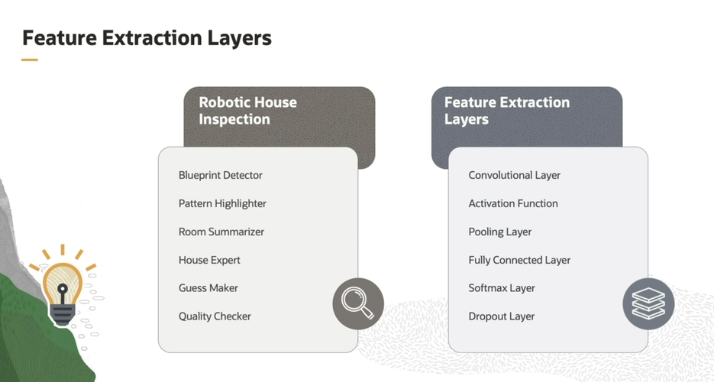 Feature Extraction Layers
Robotic House
Inspection
Blueprint Detector
Pattern Highlighter
Room Summarizer
House Expert
Guess Maker
Quality Checker
Feature Extraction
Layers
Convolutional Layer
Activation Function
Pooling Layer
Fully Connected Layer
Softmax Layer
Dropout Layer